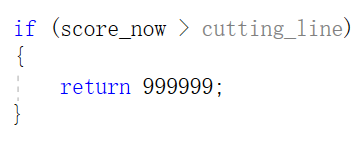 if (score_now > cutting_line)
{
    return 999999;
}